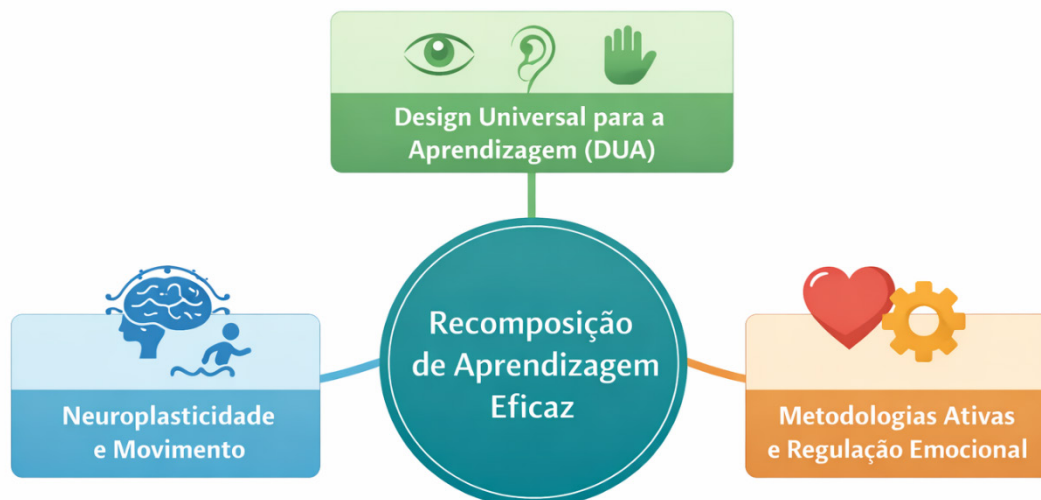 Design Universal para a
Aprendizagem (DUA)
Recomposição
de Aprendizagem
Eficaz
Neuroplasticidade
e Movimento
Metodologias Ativas
e Regulação Emocional